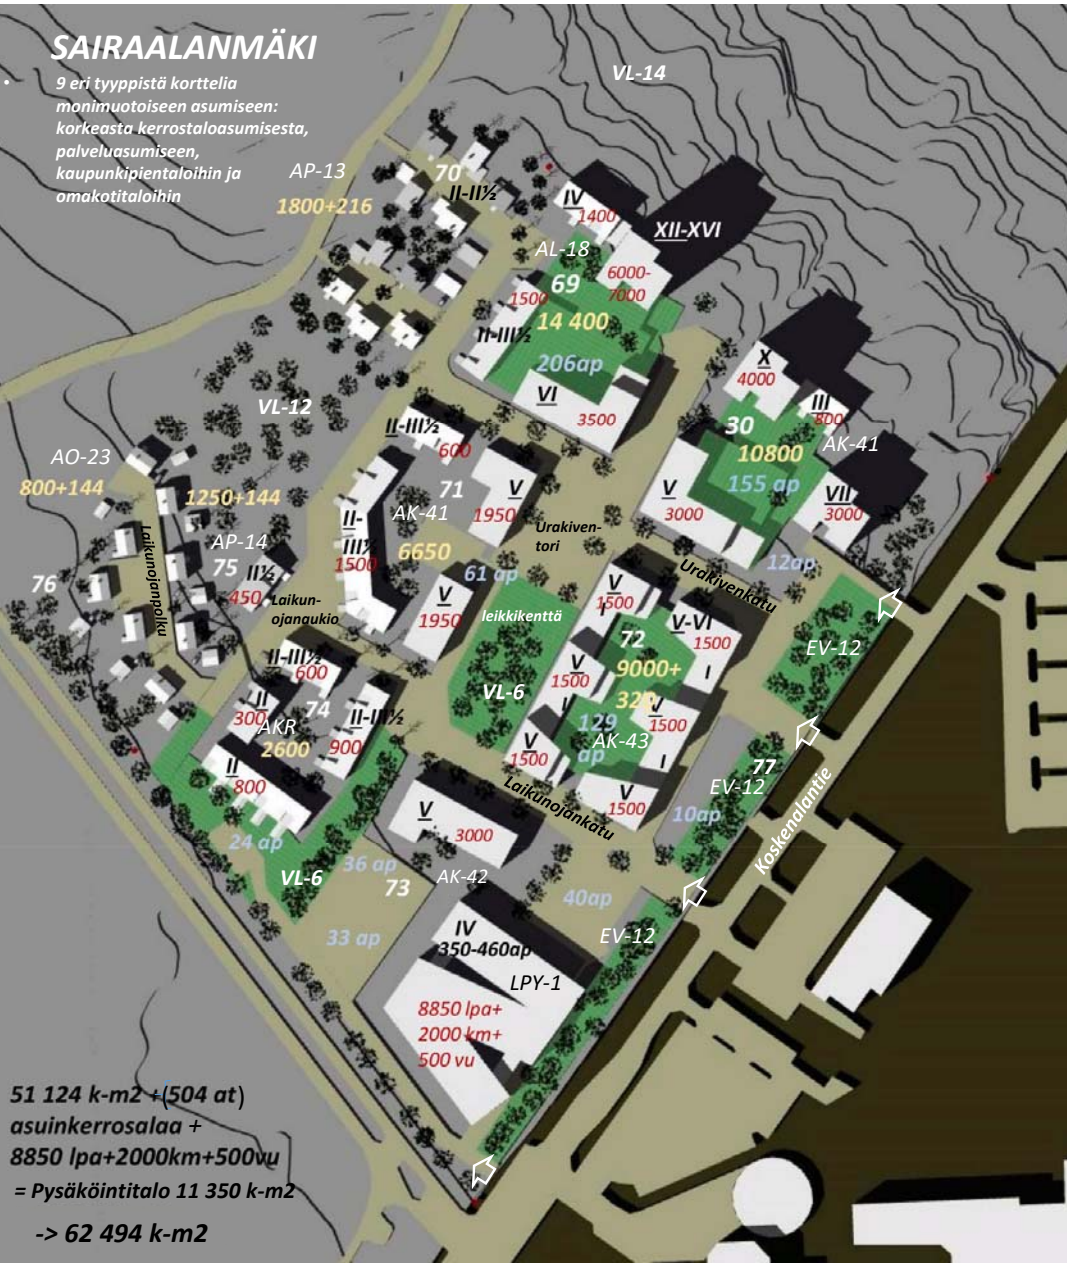 SAIRAALANMÄKI
• 9 eri tyyppistä korttelia
monimuotoiseen asumiseen:
korkeasta kerrostaloasumisesta,
palveluasumiseen,
kaupunkipientaloihin ja
omakotitaloihin
VL-14
AP-13
1800+216
70
II-II½
IV
1400
XII-XVI
AL-18
69
6000-
7000
1500
14 400
II-III½
206ap
VI
3500
X
4000
III
800
30
AK-41
10800
155 ap
V
3000
VII
3000
12ap
VL-12
II-III½
600
71
AK-41
V
1950
II-
III½
1500
6650
61 ap
V
1950
Urakiven-
tori
Urakivenkatu
AO-23
800+144
1250+144
AP-14
75
II½
450
76
Laikunojanpolku
Laikun-
ojanaukio
leikkikenttä
VL-6
V
1500
72
V-VI
1500
I
9000+
320
V
1500
I
129
ap
V
1500
I
AK-43
V
1500
V
1500
EV-12
II-III½
600
II
300
74
II-III½
900
AKR
2600
II
800
24 ap
VL-6
36 ap
73
33 ap
V
3000
AK-42
Laikunojankatu
40ap
10ap
77
EV-12
Koskenalantie
EV-12
IV
350-460ap
LPY-1
8850 lpa+
2000 km+
500 vu
51 124 k-m2 +(504 at)
asuinkerrosalaa +
8850 lpa+2000km+500vu
= Pysäköintitalo 11 350 k-m2
-> 62 494 k-m2